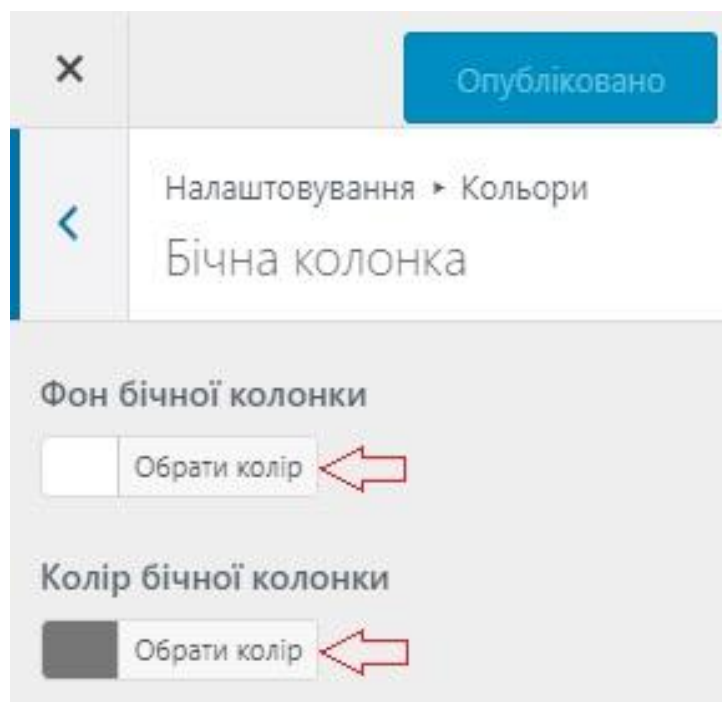 Опубліковано
Налаштовування ▸ Кольори
Бічна колонка
Фон бічної колонки
Обрати колір
Колір бічної колонки
Обрати колір